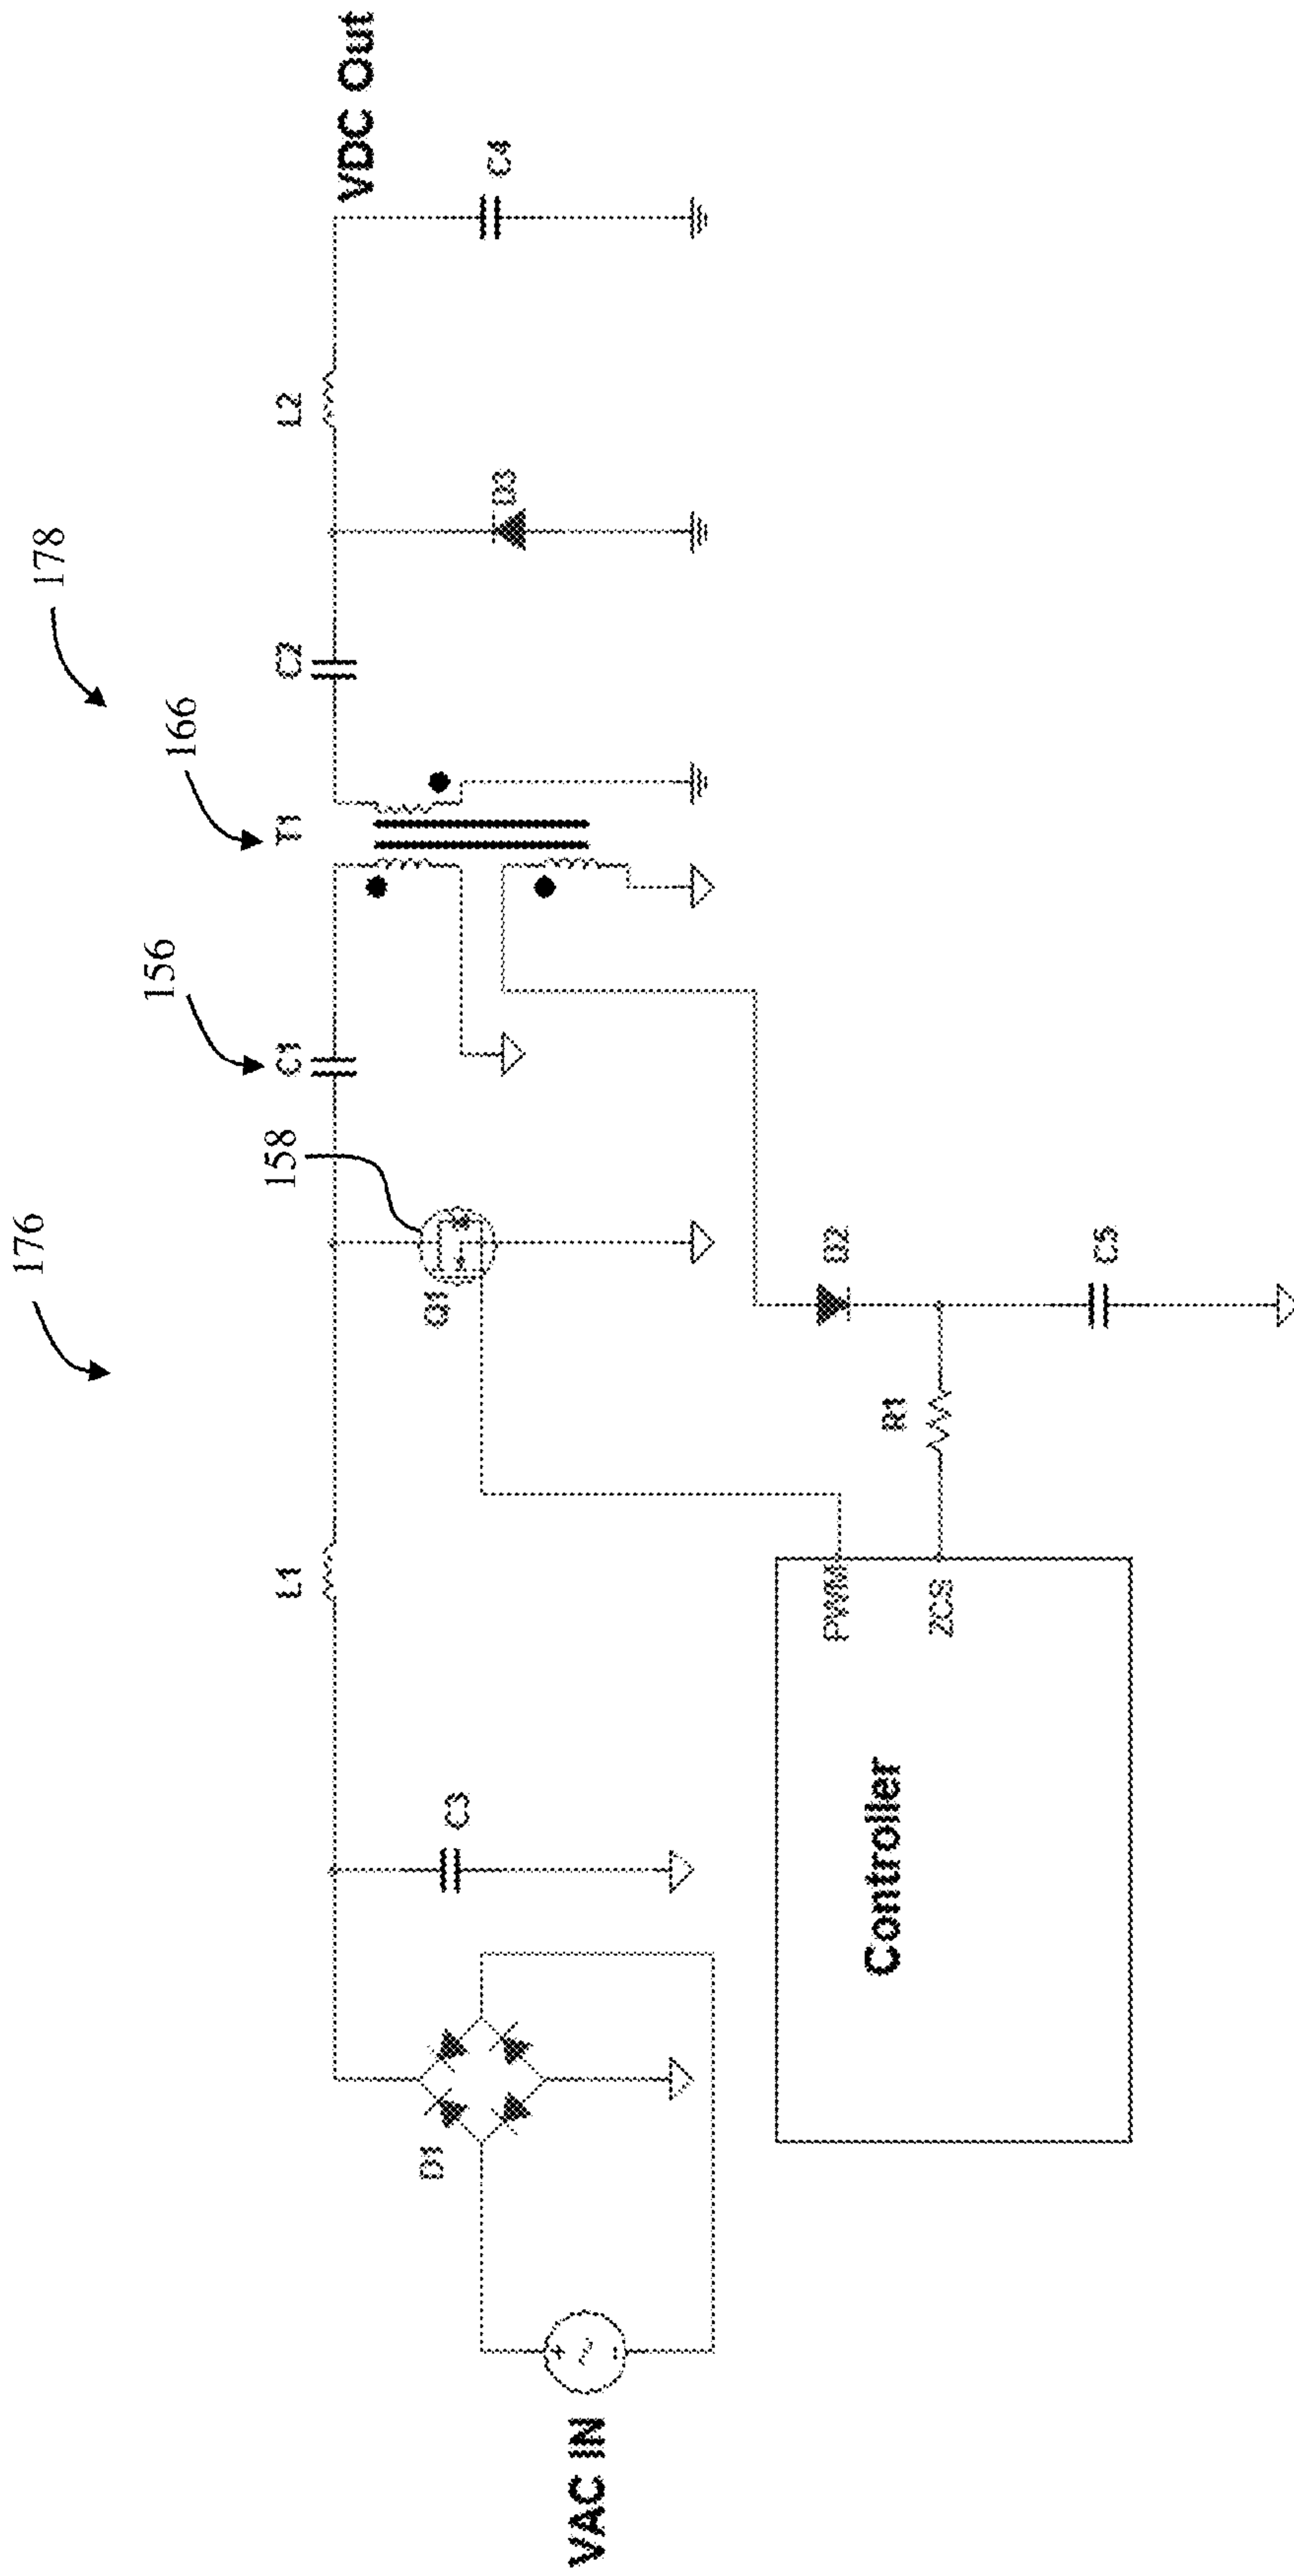 176
178
158
156
166
L1
C1
T1
C2
L2
VDC Out
D1
C3
Q1
D3
C4
VAC IN
Controller
PWM
ZCS
R1
D2
C5